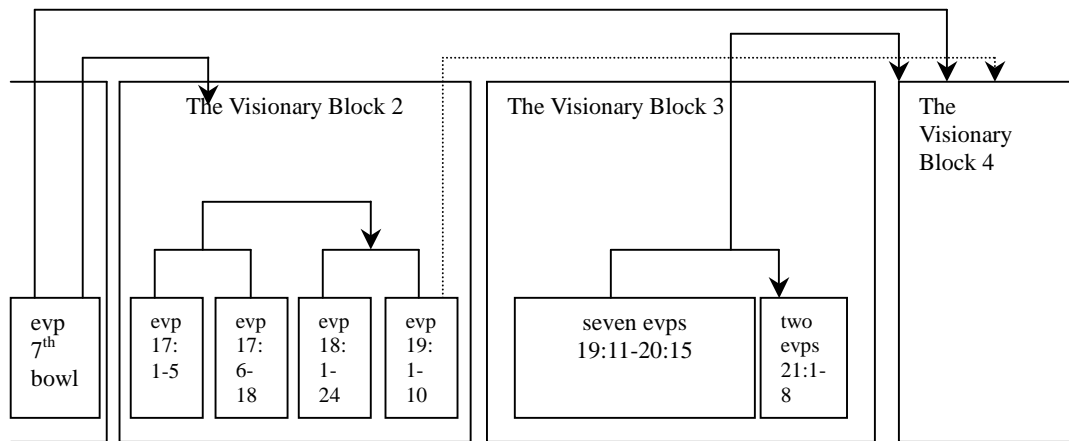 The Visionary Block 2
The Visionary Block 3
The
Visionary
Block 4
evp
7th
bowl
evp
17:
1-5
evp
17:
6-
18
evp
18:
1-
24
evp
19:
1-
10
seven evps
19:11-20:15
two
evps
21:1-
8